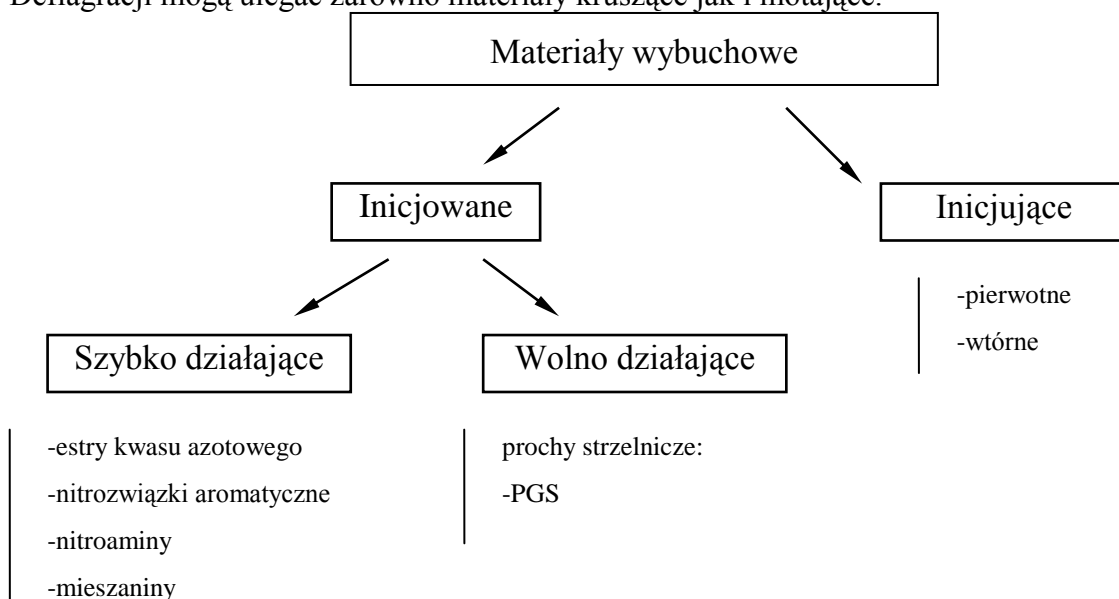 Deflagracji mogą ulegać zarówno materiały kruszące jak i miotające.
Materiały wybuchowe
Inicjowane
Inicjujące
-pierwotne
-wtórne
Szybko działające
Wolno działające
-estry kwasu azotowego
-nitrozwiązki aromatyczne
-nitroaminy
-mieszaniny
prochy strzelnicze:
-PGS